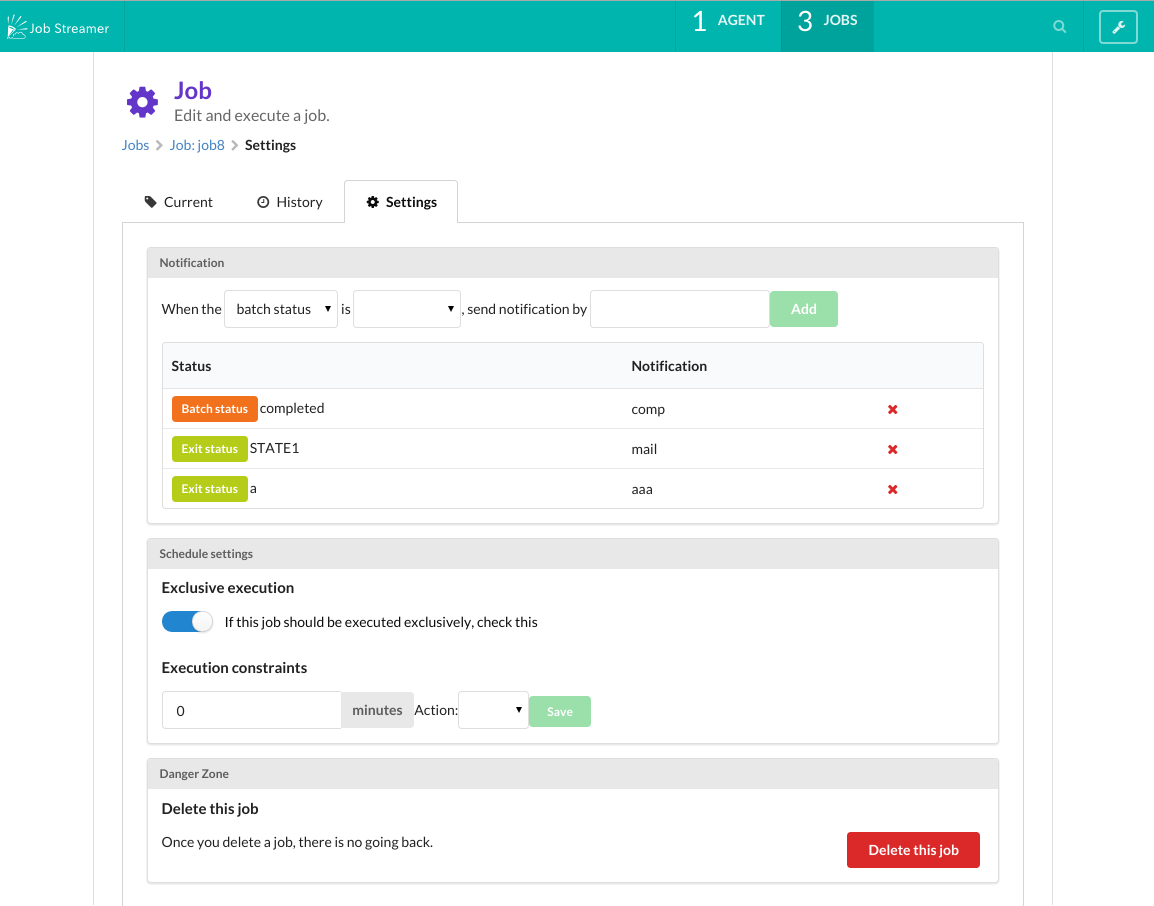 Job Streamer 1 AGENT 3 JOBS
Job
Edit and execute a job.
Jobs Job: job8 Settings
Current History Settings
Notification
When the batch status is , send notification by Add
Status Notification
Batch status completed comp
Exit status STATE1 mail
Exit status a aaa
Schedule settings
Exclusive execution
If this job should be executed exclusively, check this
Execution constraints
0 minutes Action: Save
Danger Zone
Delete this job
Once you delete a job, there is no going back.
Delete this job